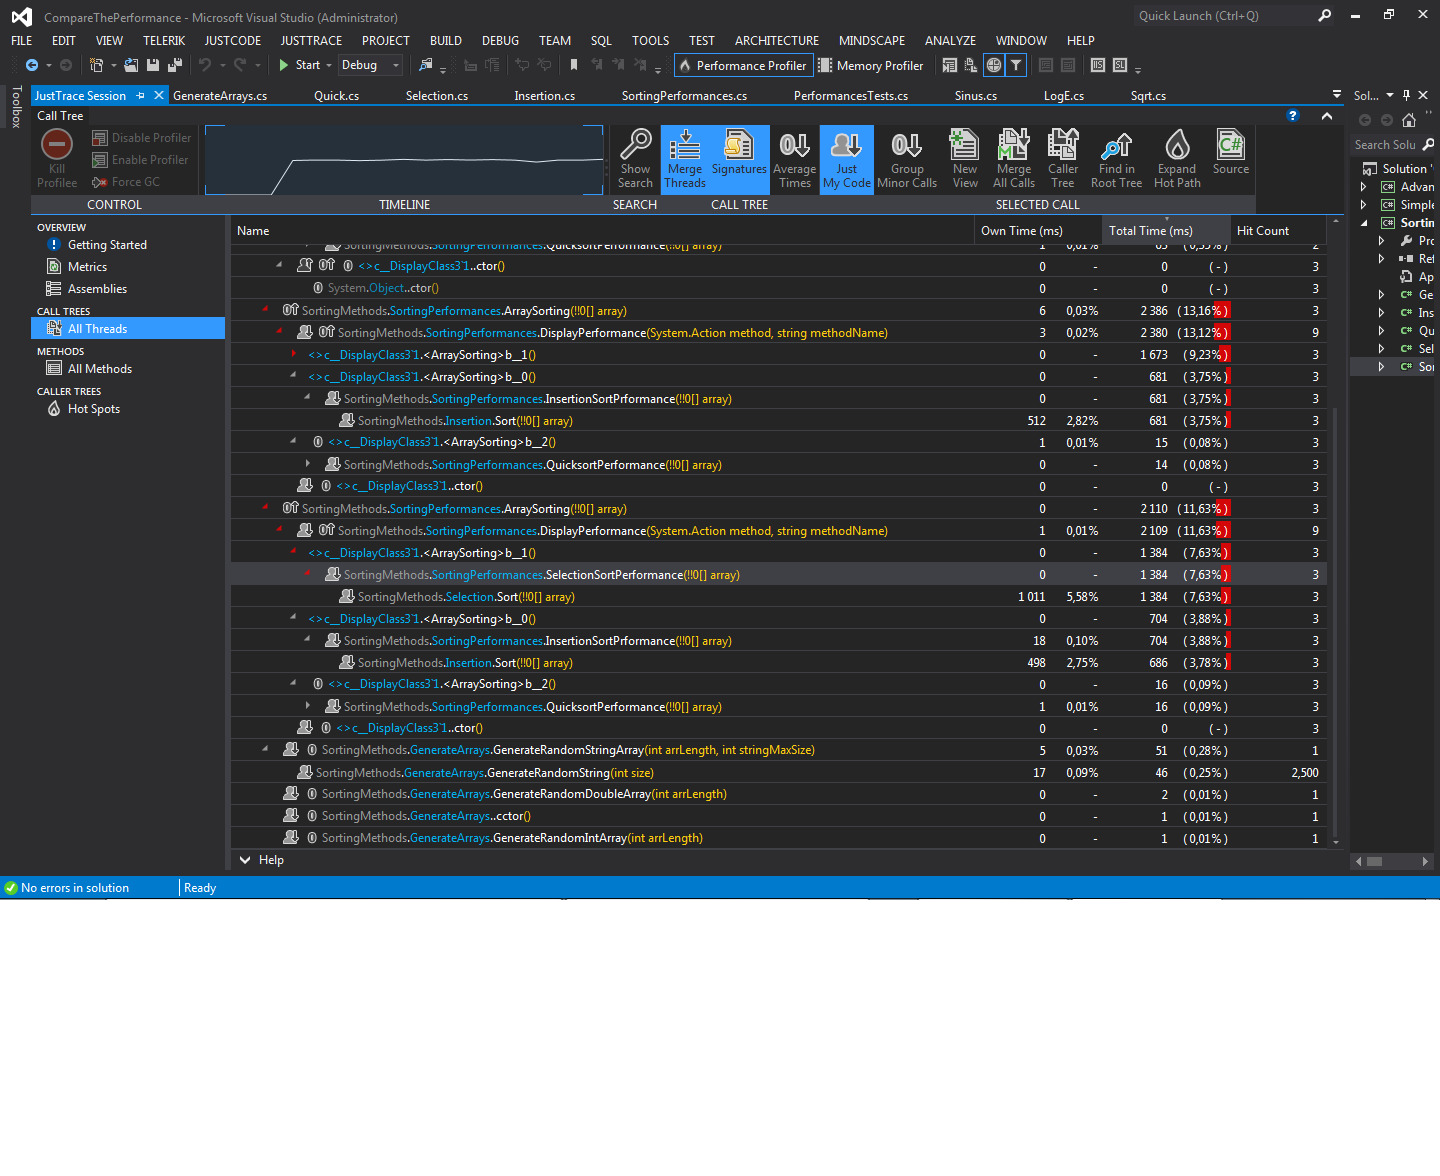 CompareThePerformance - Microsoft Visual Studio (Administrator)
Quick Launch (Ctrl+Q)
FILE EDIT VIEW TELERIK JUSTCODE JUSTTRACE PROJECT BUILD DEBUG TEAM SQL TOOLS TEST ARCHITECTURE MINDSCAPE ANALYZE WINDOW HELP
Start Debug Performance Profiler Memory Profiler
Toolbox
JustTrace Session GenerateArrays.cs Quick.cs Selection.cs Insertion.cs SortingPerformances.cs PerformancesTests.cs Sinus.cs LogE.cs Sqrt.cs
Sol...
Call Tree
Kill Profilee
Disable Profiler
Enable Profiler
Force GC
Show Search
Merge Threads
Signatures
Average Times
Just My Code
Group Minor Calls
New View
Merge All Calls
Caller Tree
Find in Root Tree
Expand Hot Path
Source
CONTROL TIMELINE SEARCH CALL TREE SELECTED CALL
Search Solu
Solution '
Advan
Simple
Sortin
Pro
Ref
Ap
Ge
Ins
Qu
Sel
Sor
OVERVIEW
Getting Started
Metrics
Assemblies
CALL TREES
All Threads
METHODS
All Methods
CALLER TREES
Hot Spots
Name Own Time (ms) Total Time (ms) Hit Count
SortingMethods.SortingPerformances.QuicksortPerformance(!!0[] array) 1 0,01% 63 (0,35%) 2
<>c__DisplayClass3`1..ctor() 0 - 0 ( - ) 3
System.Object..ctor() 0 - 0 ( - ) 3
SortingMethods.SortingPerformances.ArraySorting(!!0[] array) 6 0,03% 2 386 (13,16%) 3
SortingMethods.SortingPerformances.DisplayPerformance(System.Action method, string methodName) 3 0,02% 2 380 (13,12%) 9
<>c__DisplayClass3`1.<ArraySorting>b__1() 0 - 1 673 (9,23%) 3
<>c__DisplayClass3`1.<ArraySorting>b__0() 0 - 681 (3,75%) 3
SortingMethods.SortingPerformances.InsertionSortPrformance(!!0[] array) 0 - 681 (3,75%) 3
SortingMethods.Insertion.Sort(!!0[] array) 512 2,82% 681 (3,75%) 3
<>c__DisplayClass3`1.<ArraySorting>b__2() 1 0,01% 15 (0,08%) 3
SortingMethods.SortingPerformances.QuicksortPerformance(!!0[] array) 0 - 14 (0,08%) 3
<>c__DisplayClass3`1..ctor() 0 - 0 ( - ) 3
SortingMethods.SortingPerformances.ArraySorting(!!0[] array) 0 - 2 110 (11,63%) 3
SortingMethods.SortingPerformances.DisplayPerformance(System.Action method, string methodName) 1 0,01% 2 109 (11,63%) 9
<>c__DisplayClass3`1.<ArraySorting>b__1() 0 - 1 384 (7,63%) 3
SortingMethods.SortingPerformances.SelectionSortPerformance(!!0[] array) 0 - 1 384 (7,63%) 3
SortingMethods.Selection.Sort(!!0[] array) 1 011 5,58% 1 384 (7,63%) 3
<>c__DisplayClass3`1.<ArraySorting>b__0() 0 - 704 (3,88%) 3
SortingMethods.SortingPerformances.InsertionSortPrformance(!!0[] array) 18 0,10% 704 (3,88%) 3
SortingMethods.Insertion.Sort(!!0[] array) 498 2,75% 686 (3,78%) 3
<>c__DisplayClass3`1.<ArraySorting>b__2() 0 - 16 (0,09%) 3
SortingMethods.SortingPerformances.QuicksortPerformance(!!0[] array) 1 0,01% 16 (0,09%) 3
<>c__DisplayClass3`1..ctor() 0 - 0 ( - ) 3
SortingMethods.GenerateArrays.GenerateRandomStringArray(int arrLength, int stringMaxSize) 5 0,03% 51 (0,28%) 1
SortingMethods.GenerateArrays.GenerateRandomString(int size) 17 0,09% 46 (0,25%) 2,500
SortingMethods.GenerateArrays.GenerateRandomDoubleArray(int arrLength) 0 - 2 (0,01%) 1
SortingMethods.GenerateArrays..cctor() 0 - 1 (0,01%) 1
SortingMethods.GenerateArrays.GenerateRandomIntArray(int arrLength) 0 - 1 (0,01%) 1
Help
No errors in solution Ready